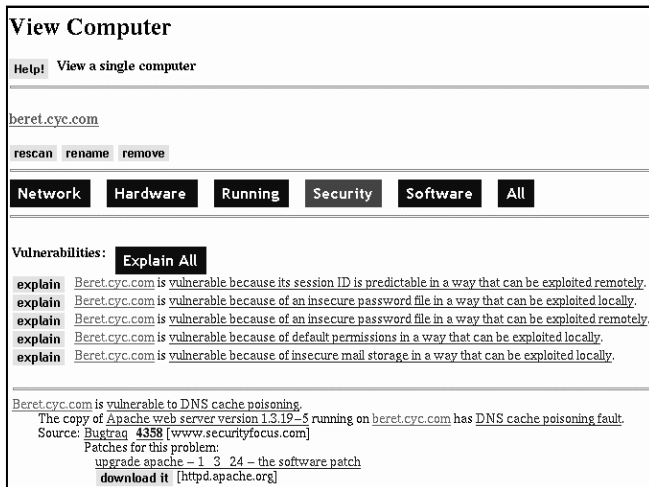 View Computer
Help! View a single computer
beret.cyc.com
rescan rename remove
Network Hardware Running Security Software All
Vulnerabilities: Explain All
explain Beret.cyc.com is vulnerable because its session ID is predictable in a way that can be exploited remotely.
explain Beret.cyc.com is vulnerable because of an insecure password file in a way that can be exploited locally.
explain Beret.cyc.com is vulnerable because of an insecure password file in a way that can be exploited remotely.
explain Beret.cyc.com is vulnerable because of default permissions in a way that can be exploited locally.
explain Beret.cyc.com is vulnerable because of insecure mail storage in a way that can be exploited locally.
Beret.cyc.com is vulnerable to DNS cache poisoning.
The copy of Apache web server version 1.3.19-5 running on beret.cyc.com has DNS cache poisoning fault.
Source: Bugtraq 4358 [www.securityfocus.com]
Patches for this problem:
upgrade apache – 1 3 24 – the software patch
download it [httpd.apache.org]